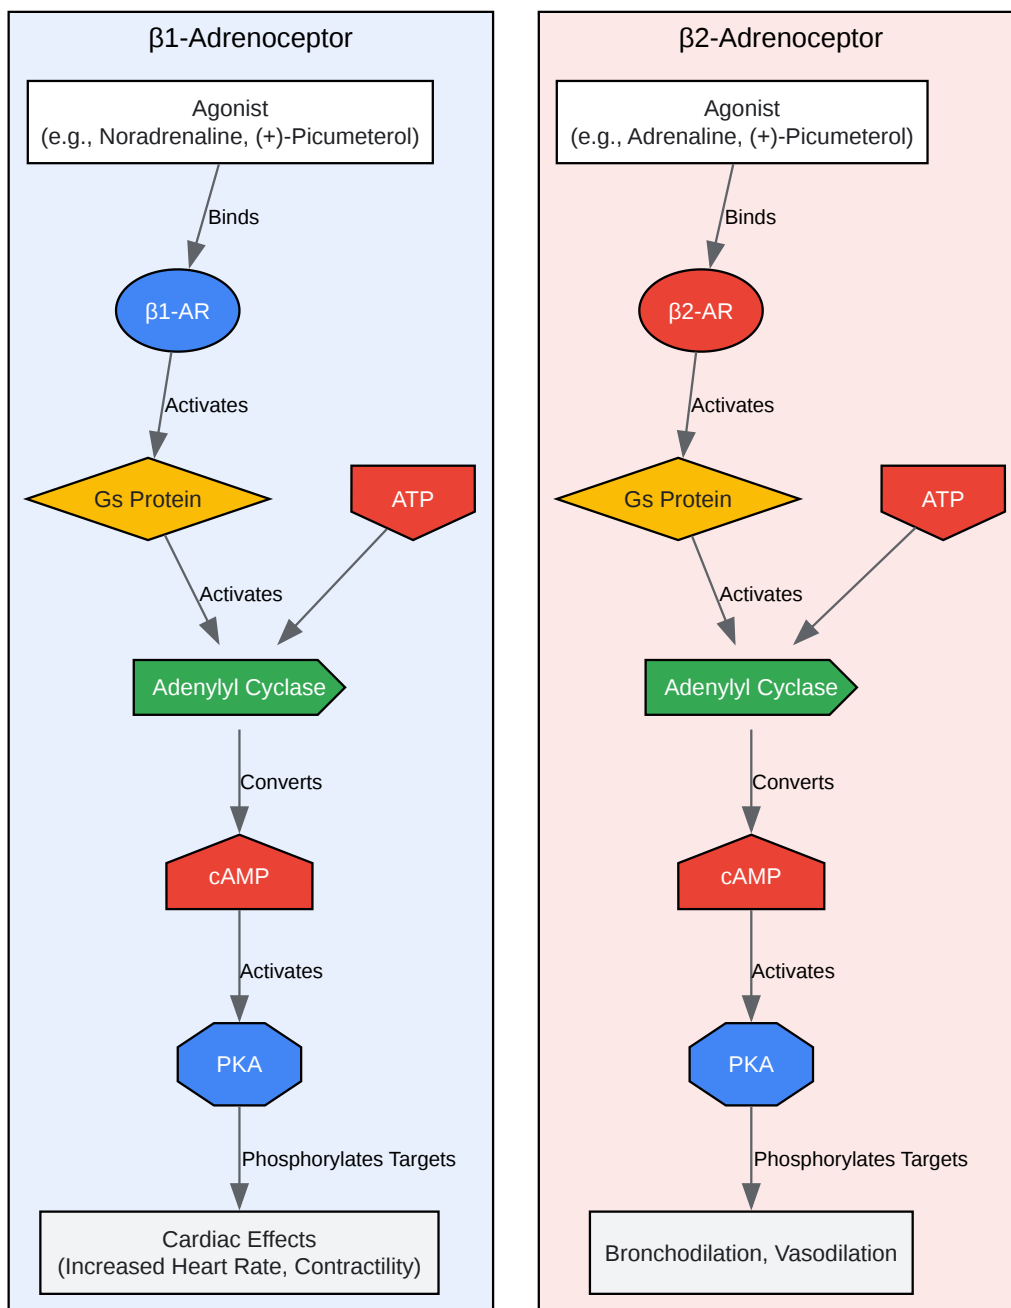 β1-Adrenoceptor
Agonist
(e.g., Noradrenaline, (+)-Picumeterol)
Binds
β1-AR
Activates
Gs Protein
ATP
Activates
Adenylyl Cyclase
Converts
cAMP
Activates
PKA
Phosphorylates Targets
Cardiac Effects
(Increased Heart Rate, Contractility)
β2-Adrenoceptor
Agonist
(e.g., Adrenaline, (+)-Picumeterol)
Binds
β2-AR
Activates
Gs Protein
ATP
Activates
Adenylyl Cyclase
Converts
cAMP
Activates
PKA
Phosphorylates Targets
Bronchodilation, Vasodilation